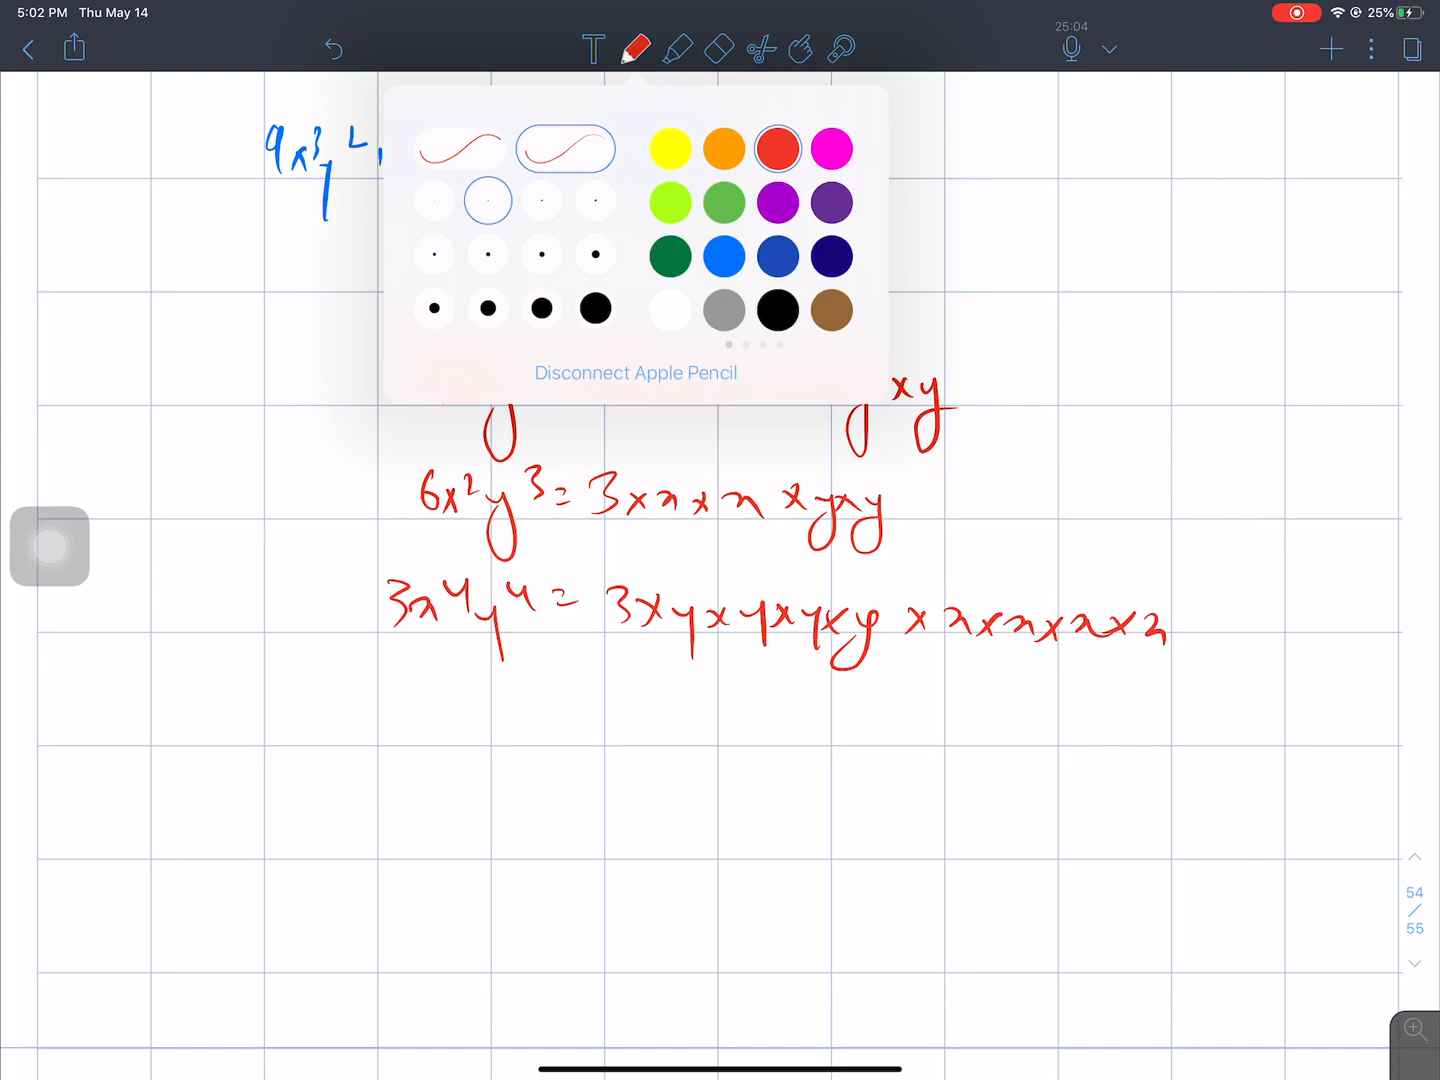 5:02 PM Thu May 14
25%
25:04
T
9x³y²,
Disconnect Apple Pencil
y xy
6x²y³ = 3×x×x×y×y
3x⁴y⁴ = 3×y×y×y×y×x×x×x×x
54
/
55